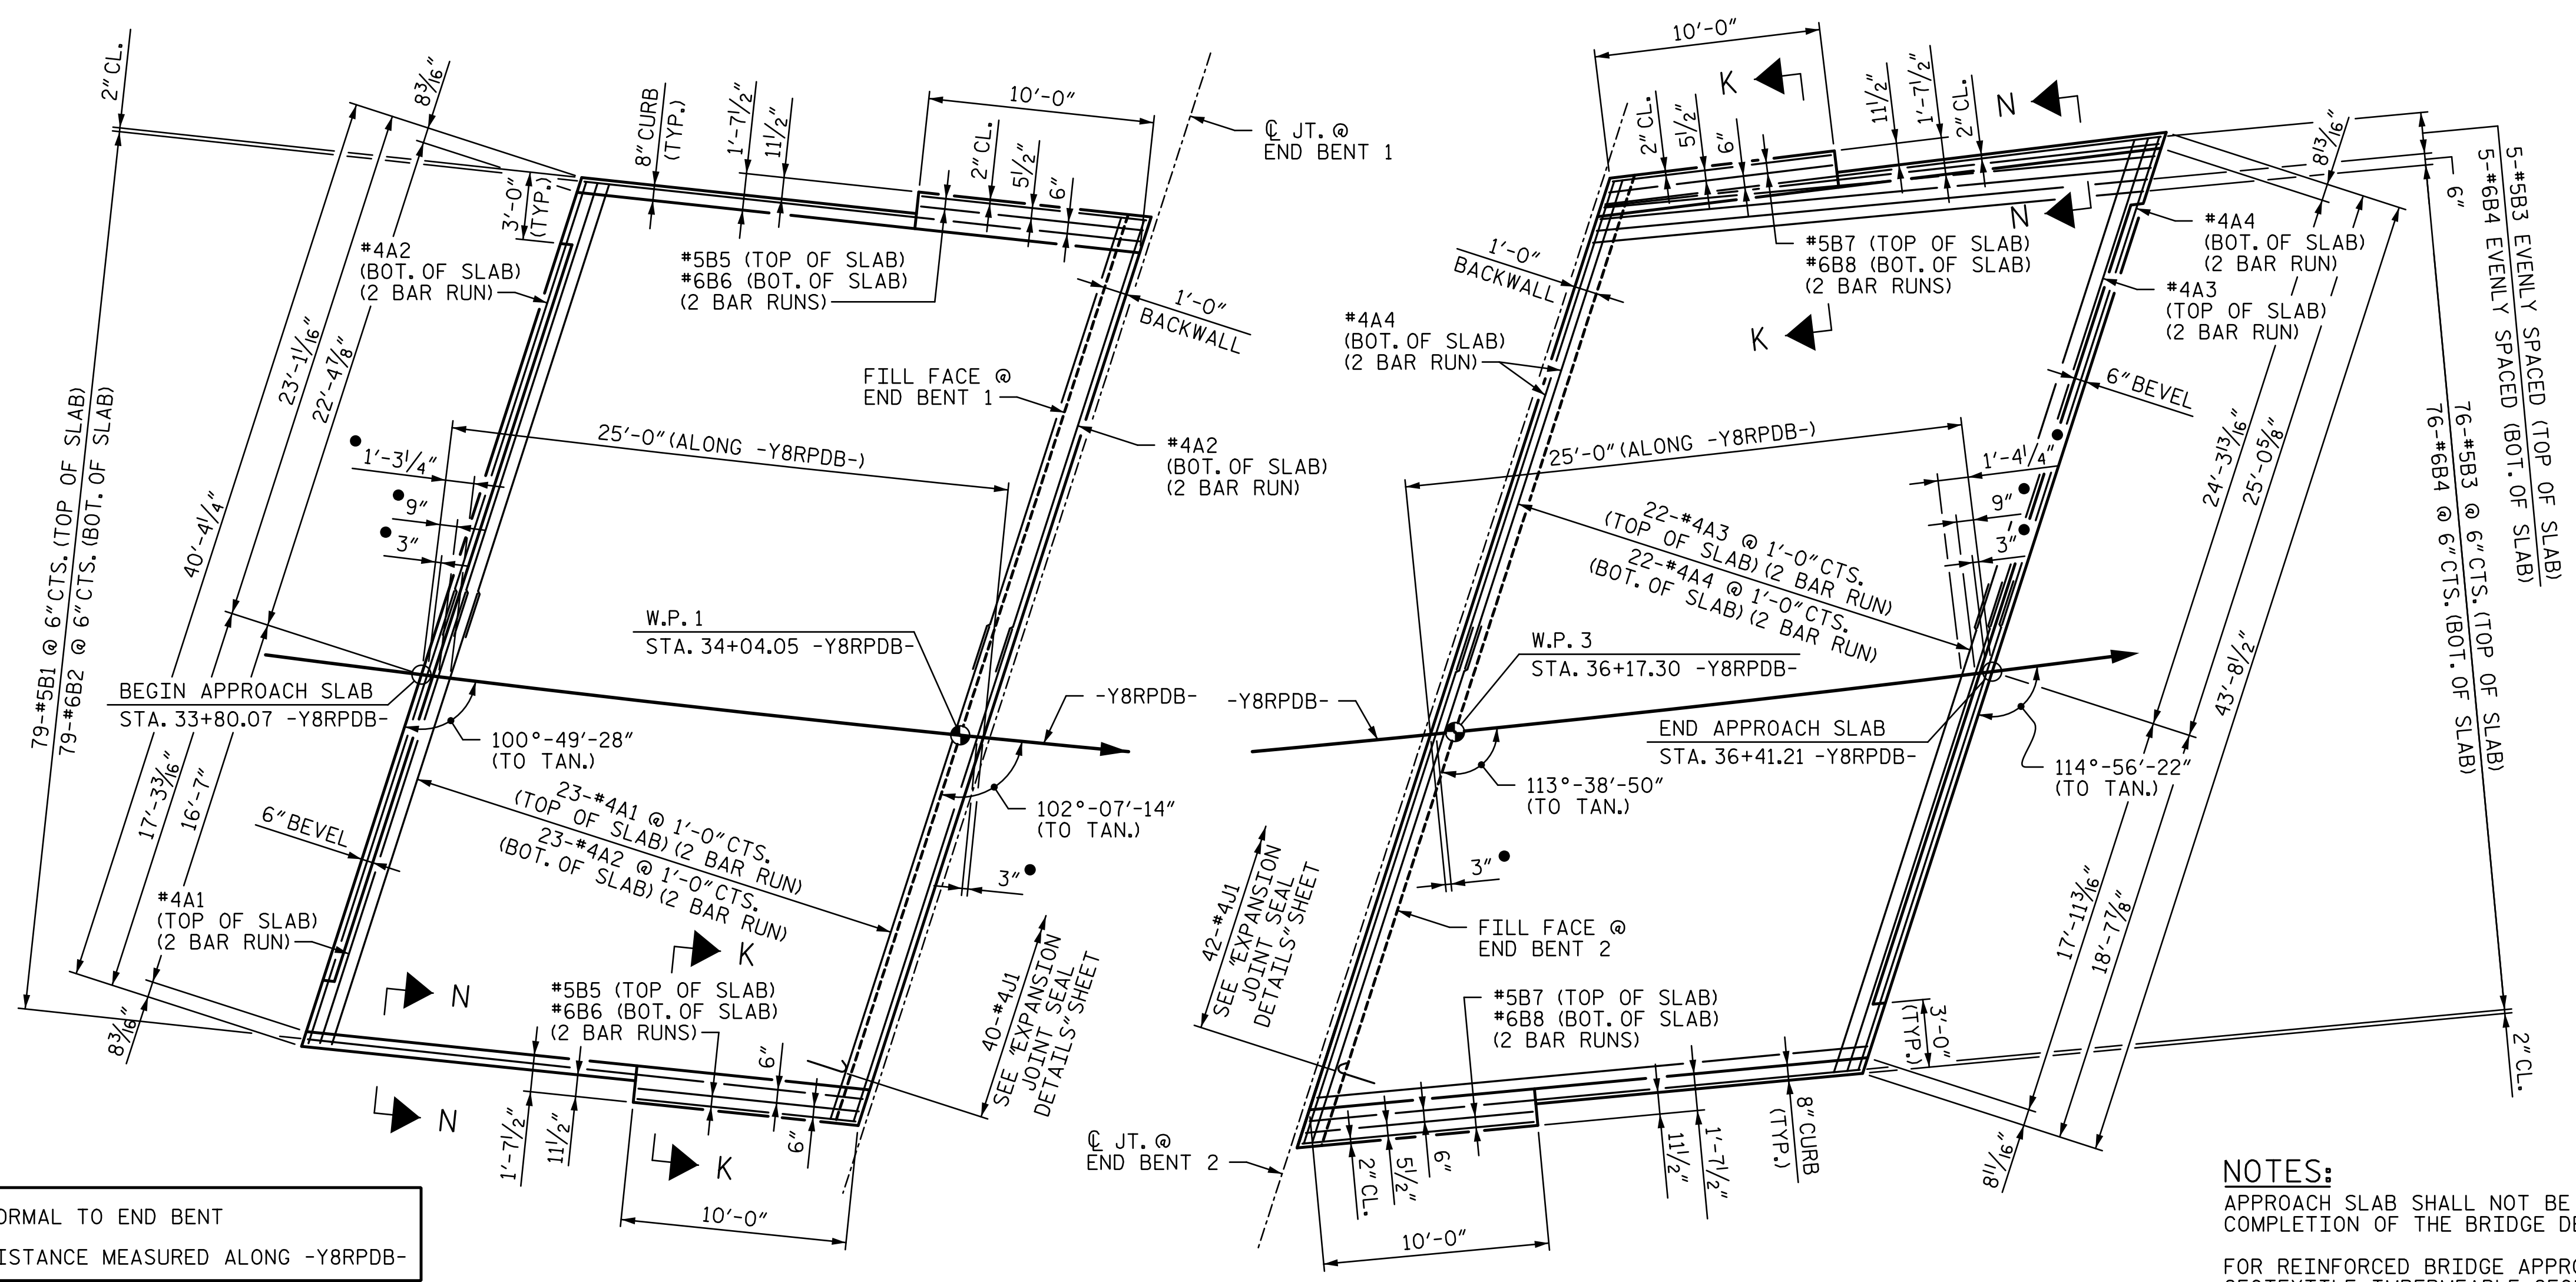 2" CL.
8 3/16"
3'-0"
(TYP.)
8" CURB
(TYP.)
1'-7 1/2"
11 1/2"
10'-0"
2" CL.
5 1/2"
6"
℄ JT. @
END BENT 1
#4A2
(BOT. OF SLAB)
(2 BAR RUN)
#5B5 (TOP OF SLAB)
#6B6 (BOT. OF SLAB)
(2 BAR RUNS)
1'-0"
BACKWALL
FILL FACE @
END BENT 1
#4A2
(BOT. OF SLAB)
(2 BAR RUN)
79-#5B1 @ 6" CTS. (TOP OF SLAB)
79-#6B2 @ 6" CTS. (BOT. OF SLAB)
40'-4 1/4"
23'-1 1/16"
22'-4 7/8"
1'-3 1/4"
9"
3"
25'-0" (ALONG -Y8RPDB-)
W.P. 1
STA. 34+04.05 -Y8RPDB-
BEGIN APPROACH SLAB
STA. 33+80.07 -Y8RPDB-
-Y8RPDB-
100°-49'-28"
(TO TAN.)
102°-07'-14"
(TO TAN.)
17'-3 3/16"
16'-7"
6" BEVEL
23-#4A1 @ 1'-0" CTS.
(TOP OF SLAB) (2 BAR RUN)
23-#4A2 @ 1'-0" CTS.
(BOT. OF SLAB) (2 BAR RUN)
3"
#4A1
(TOP OF SLAB)
(2 BAR RUN)
8 3/16"
N
N
K
K
#5B5 (TOP OF SLAB)
#6B6 (BOT. OF SLAB)
(2 BAR RUNS)
40-#4J1
SEE "EXPANSION
JOINT SEAL
DETAILS" SHEET
1'-7 1/2"
11 1/2"
6"
6"
10'-0"
ORMAL TO END BENT
ISTANCE MEASURED ALONG -Y8RPDB-
10'-0"
K
2" CL.
5 1/2"
6"
11 1/2"
1'-7 1/2"
2" CL.
N
N
8 13/16"
6"
5-#5B3 EVENLY SPACED (TOP OF SLAB)
5-#6B4 EVENLY SPACED (BOT. OF SLAB)
76-#5B3 @ 6" CTS. (TOP OF SLAB)
76-#6B4 @ 6" CTS. (BOT. OF SLAB)
1'-0"
BACKWALL
#5B7 (TOP OF SLAB)
#6B8 (BOT. OF SLAB)
(2 BAR RUNS)
K
#4A4
(BOT. OF SLAB)
(2 BAR RUN)
#4A3
(TOP OF SLAB)
(2 BAR RUN)
#4A4
(BOT. OF SLAB)
(2 BAR RUN)
6" BEVEL
25'-0" (ALONG -Y8RPDB-)
1'-4 1/4"
9"
3"
24'-3 13/16"
25'-0 5/8"
43'-8 1/2"
22-#4A3 @ 1'-0" CTS.
(TOP OF SLAB) (2 BAR RUN)
22-#4A4 @ 1'-0" CTS.
(BOT. OF SLAB) (2 BAR RUN)
W.P. 3
STA. 36+17.30 -Y8RPDB-
-Y8RPDB-
END APPROACH SLAB
STA. 36+41.21 -Y8RPDB-
113°-38'-50"
(TO TAN.)
114°-56'-22"
(TO TAN.)
3"
42-#4J1
SEE "EXPANSION
JOINT SEAL
DETAILS" SHEET
FILL FACE @
END BENT 2
17'-11 3/16"
18'-7 7/8"
#5B7 (TOP OF SLAB)
#6B8 (BOT. OF SLAB)
(2 BAR RUNS)
3'-0"
(TYP.)
2" CL.
℄ JT. @
END BENT 2
2" CL.
5 1/2"
6"
11 1/2"
1'-7 1/2"
8" CURB
(TYP.)
8 11/16"
10'-0"
NOTES:
APPROACH SLAB SHALL NOT BE
COMPLETION OF THE BRIDGE DE
FOR REINFORCED BRIDGE APPRO